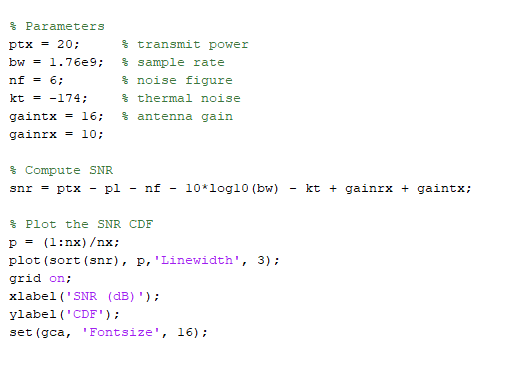 % Parameters
ptx = 20;     % transmit power
bw = 1.76e9;  % sample rate
nf = 6;       % noise figure
kt = -174;    % thermal noise
gaintx = 16;  % antenna gain
gainrx = 10;
% Compute SNR
snr = ptx - pl - nf - 10*log10(bw) - kt + gainrx + gaintx;
% Plot the SNR CDF
p = (1:nx)/nx;
plot(sort(snr), p,'Linewidth', 3);
grid on;
xlabel('SNR (dB)');
ylabel('CDF');
set(gca, 'Fontsize', 16);